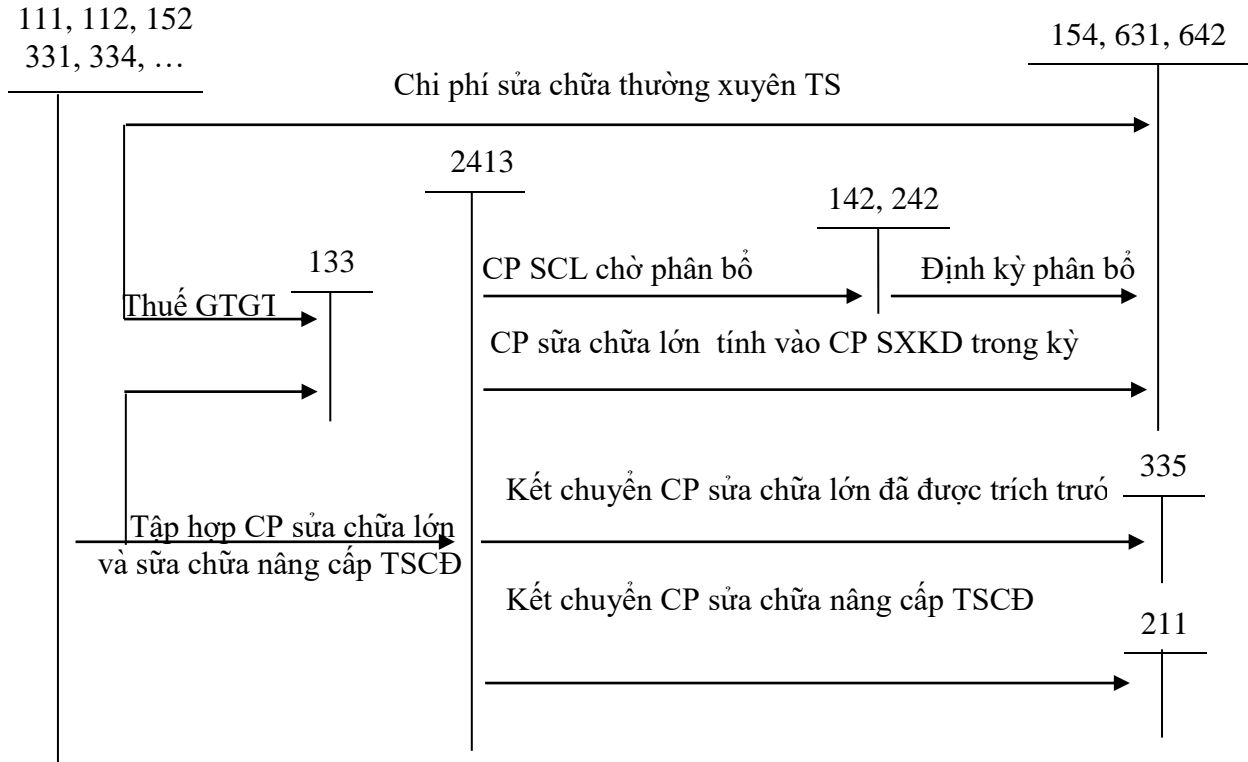 111, 112, 152
331, 334, …
154, 631, 642
Chi phí sửa chữa thường xuyên TS
2413
142, 242
133
CP SCL chờ phân bổ
Định kỳ phân bổ
Thuế GTGT
CP sữa chữa lớn tính vào CP SXKD trong kỳ
335
Kết chuyển CP sửa chữa lớn đã được trích trướ
Tập hợp CP sửa chữa lớn
và sữa chữa nâng cấp TSCĐ
Kết chuyển CP sửa chữa nâng cấp TSCĐ
211